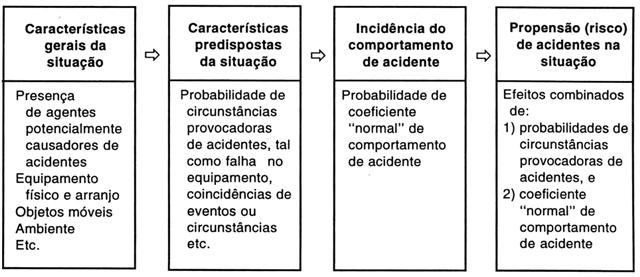 Características
gerais da
situação
Presença
de agentes
potencialmente
causadores de
acidentes
Equipamento
físico e arranjo
Objetos móveis
Ambiente
Etc.
Características
predispostas
da situação
Probabilidade de
circunstâncias
provocadoras
de acidentes, tal
como falha no
equipamento,
coincidências de
eventos ou
circunstâncias
etc.
Incidência do
comportamento
de acidente
Probabilidade de
coeficiente
"normal" de
comportamento
de acidente
Propensão (risco)
de acidentes na
situação
Efeitos combinados
de:
1) probabilidades de
circunstâncias
provocadoras de
acidentes, e
2) coeficiente
"normal" de
comportamento
de acidente